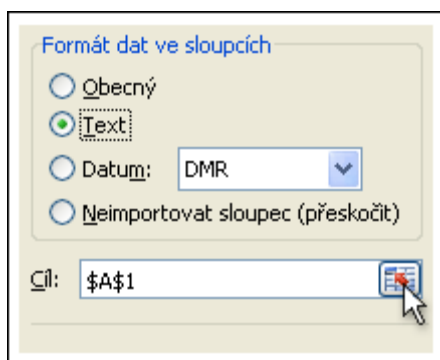 Formát dat ve sloupcích
Obecný
Text
Datum: DMR
Neimportovat sloupec (přeskočit)
Cíl: $A$1